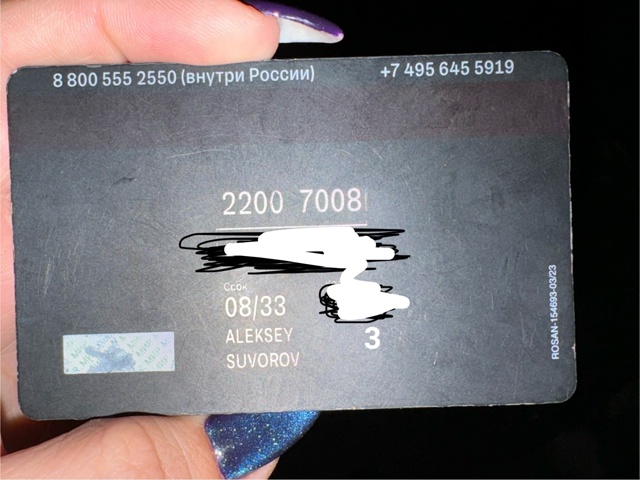 8 800 555 2550 (внутри России) +7 495 645 5919
2200 7008
08/33
ALEKSEY
3
SUVOROV
ROSAN-154693-03/23